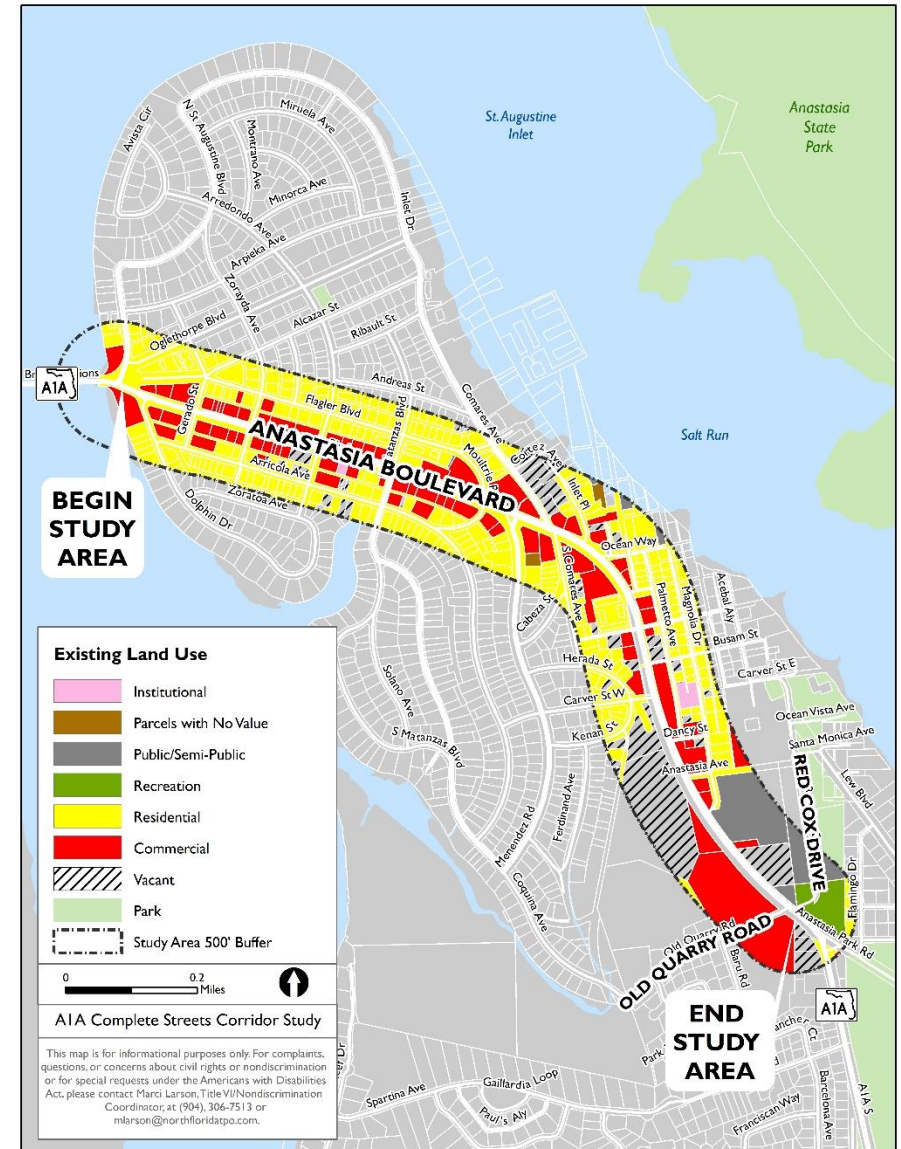 St. Augustine
Inlet
Anastasia
State
Park
Salt Run
Avista Cir
N St. Augustine Blvd
Miruela Ave
Montrano Ave
Minorca Ave
Arredondo Ave
Arpieka Ave
Inlet Dr
Zorayda Ave
Alcazar St
Oglethorpe Blvd
Ribault St
Andreas St
A1A
Flagler Blvd
Gerado St
ANASTASIA BOULEVARD
Arricola Ave
Zoratoa Ave
Dolphin Dr
Comares Ave
Cortez Ave
Inlet Pl
Ocean Way
BEGIN
STUDY
AREA
S Comares Ave
Cabeza St
Palmetto Ave
Magnolia Dr
Acebal Aly
Busam St
Herada St
Carver St W
Carver St E
Kenan St
Dancy St
Ocean Vista Ave
Santa Monica Ave
Anastasia Ave
Lew Blvd
Solano Ave
S Matanzas Blvd
Ferdinand Ave
Menendez Rd
Coquina Ave
RED COX DRIVE
Flamingo Dr
Anastasia Park Rd
Old Quarry Rd
OLD QUARRY ROAD
Baru Rd
END
STUDY
AREA
A1A
Gaillardia Loop
Spartina Ave
Paul's Aly
Franciscan Way
Barcelona Ave
A1A S
Existing Land Use
Institutional
Parcels with No Value
Public/Semi-Public
Recreation
Residential
Commercial
Vacant
Park
Study Area 500' Buffer
0 0.2
Miles
A1A Complete Streets Corridor Study
This map is for informational purposes only. For complaints,
questions, or concerns about civil rights or nondiscrimination
or for special requests under the Americans with Disabilities
Act, please contact Marci Larson, Title VI/Nondiscrimination
Coordinator, at (904), 306-7513 or
mlarson@northfloridatpo.com.